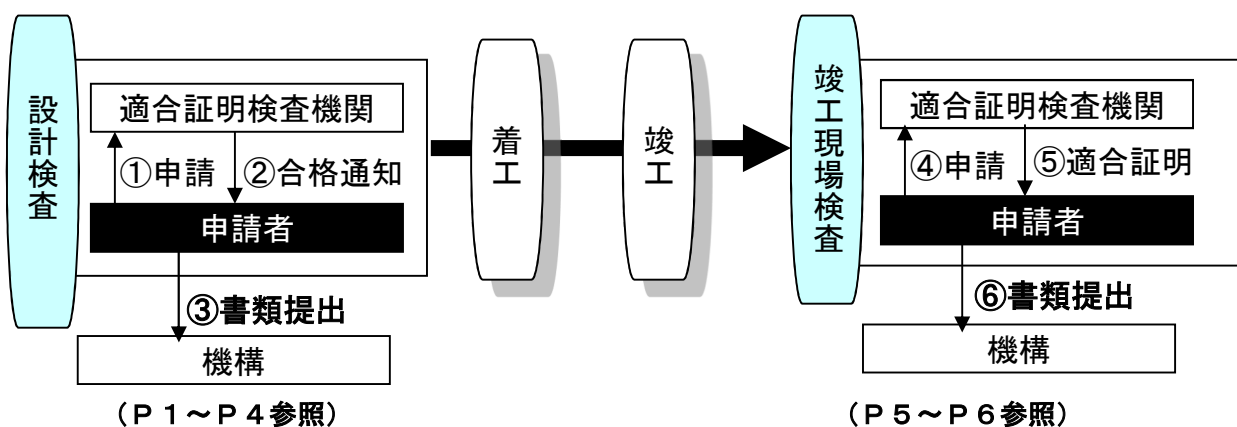 設計検査
適合証明検査機関
①申請
②合格通知
申請者
③書類提出
機構
（Ｐ１～Ｐ４参照）
着工
竣工
竣工現場検査
適合証明検査機関
④申請
⑤適合証明
申請者
⑥書類提出
機構
（Ｐ５～Ｐ６参照）